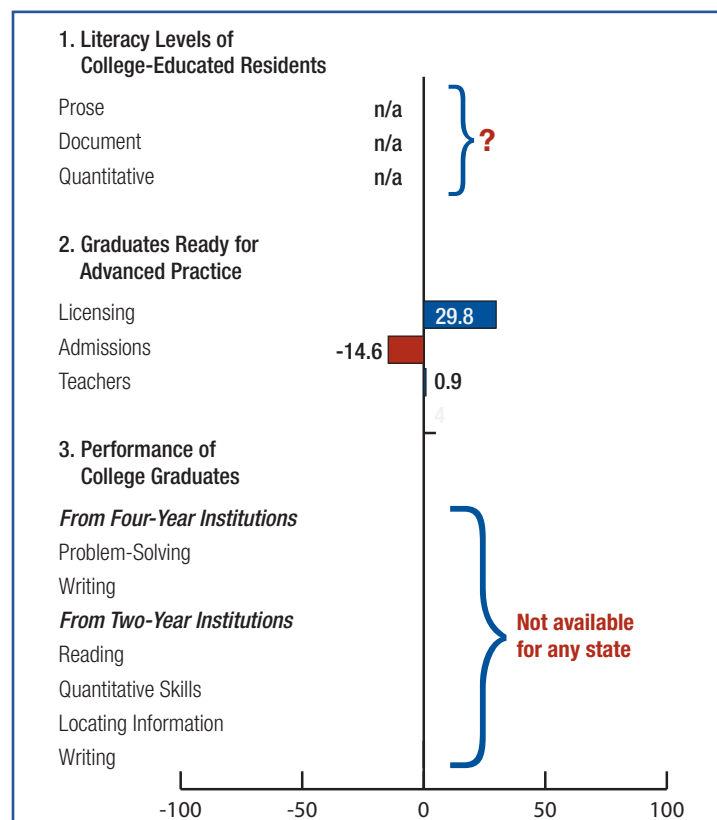 1. Literacy Levels of
College-Educated Residents
Prose n/a
Document n/a
?
Quantitative n/a
2. Graduates Ready for
Advanced Practice
Licensing 29.8
Admissions -14.6
Teachers 0.9
4
3. Performance of
College Graduates
From Four-Year Institutions
Problem-Solving
Writing
From Two-Year Institutions
Not available
for any state
Reading
Quantitative Skills
Locating Information
Writing
-100 -50 0 50 100